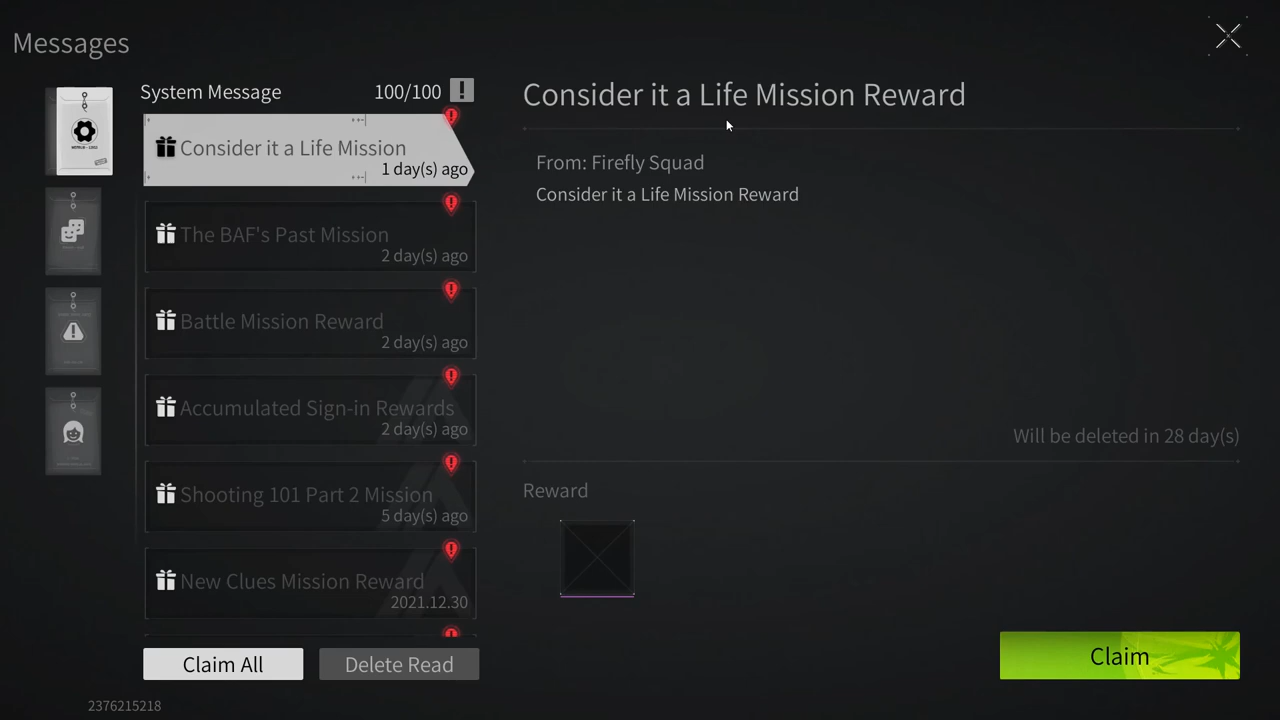 Messages
System Message 100/100
Consider it a Life Mission
1 day(s) ago
The BAF's Past Mission
2 day(s) ago
Battle Mission Reward
2 day(s) ago
Accumulated Sign-in Rewards
2 day(s) ago
Shooting 101 Part 2 Mission
5 day(s) ago
New Clues Mission Reward
2021.12.30
Claim All
Delete Read
2376215218
Consider it a Life Mission Reward
From: Firefly Squad
Consider it a Life Mission Reward
Will be deleted in 28 day(s)
Reward
Claim